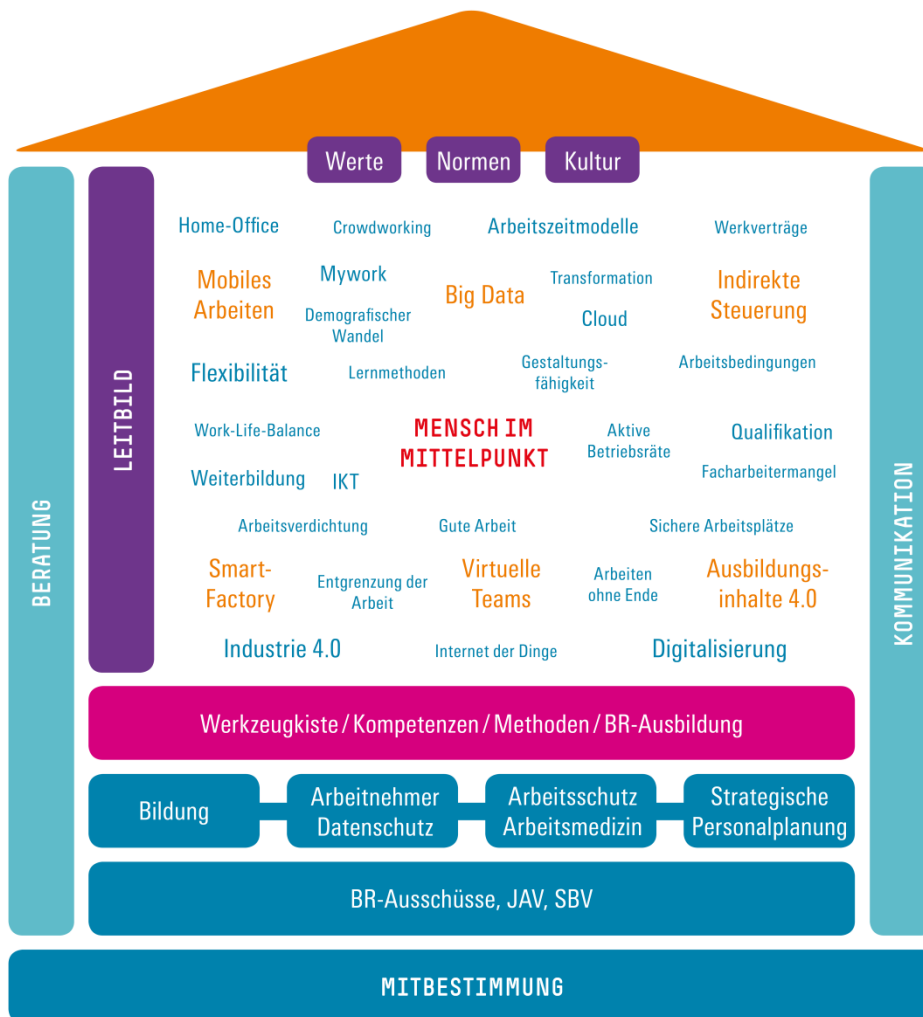 Werte Normen Kultur
Home-Office Crowdworking Arbeitszeitmodelle Werkverträge
Mobiles
Arbeiten
Mywork
Demografischer
Wandel
Big Data
Transformation
Cloud
Indirekte
Steuerung
Flexibilität Lernmethoden
Gestaltungs-
fähigkeit
Arbeitsbedingungen
LEITBILD
Work-Life-Balance
MENSCH IM
MITTELPUNKT
Aktive
Betriebsräte
Qualifikation
Weiterbildung IKT
Facharbeitermangel
BERATUNG
KOMMUNIKATION
Arbeitsverdichtung Gute Arbeit Sichere Arbeitsplätze
Smart-
Factory
Entgrenzung der
Arbeit
Virtuelle
Teams
Arbeiten
ohne Ende
Ausbildungs-
inhalte 4.0
Industrie 4.0 Internet der Dinge Digitalisierung
Werkzeugkiste / Kompetenzen / Methoden / BR-Ausbildung
Bildung
Arbeitnehmer
Datenschutz
Arbeitsschutz
Arbeitsmedizin
Strategische
Personalplanung
BR-Ausschüsse, JAV, SBV
MITBESTIMMUNG